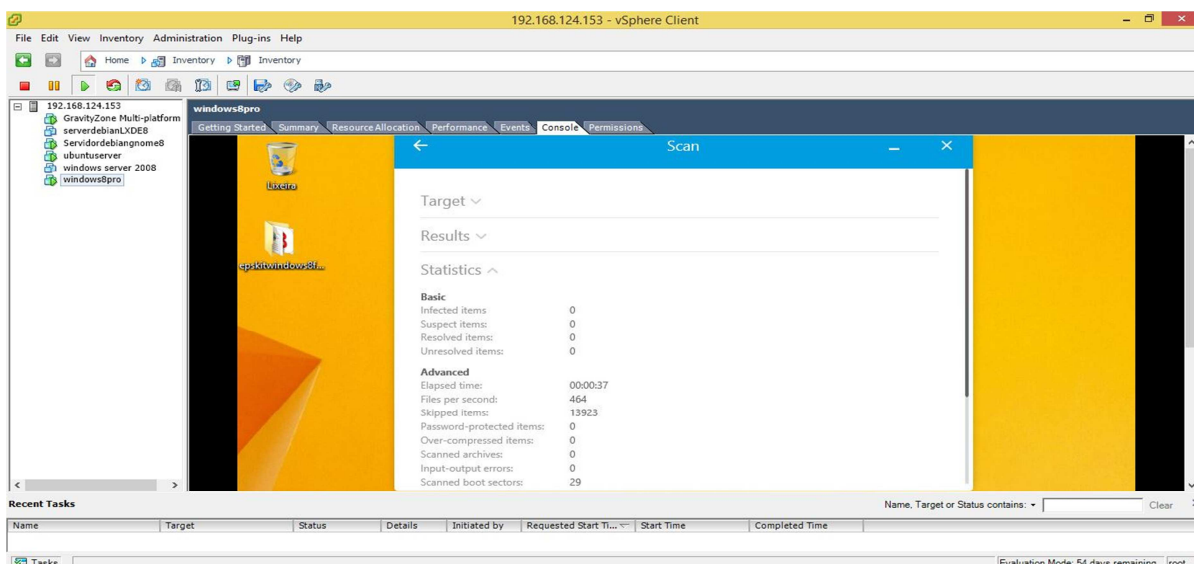 192.168.124.153 - vSphere Client
File Edit View Inventory Administration Plug-ins Help
Home Inventory Inventory
192.168.124.153
GravityZone Multi-platform
serverdebianLXDE8
Servidordebiangnome8
ubuntuserver
windows server 2008
windows8pro
windows8pro
Getting Started Summary Resource Allocation Performance Events Console Permissions
Lixeira
epskitwindows8f...
Scan
Target
Results
Statistics
Basic
Infected items 0
Suspect items: 0
Resolved items: 0
Unresolved items: 0
Advanced
Elapsed time: 00:00:37
Files per second: 464
Skipped items: 13923
Password-protected items: 0
Over-compressed items: 0
Scanned archives: 0
Input-output errors: 0
Scanned boot sectors: 29
Recent Tasks
Name, Target or Status contains: Clear
Name Target Status Details Initiated by Requested Start Ti... Start Time Completed Time
Tasks
Evaluation Mode: 54 days remaining root